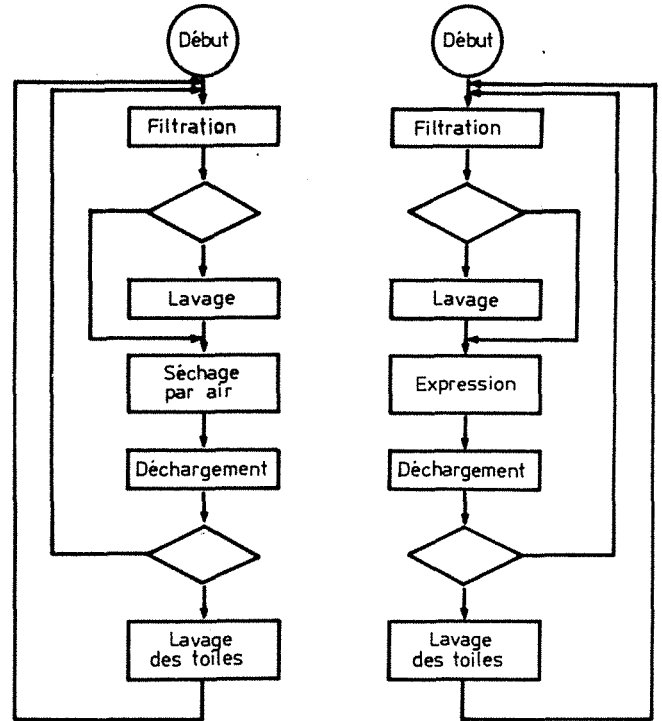 Début
Filtration
Lavage
Séchage
par air
Déchargement
Lavage
des toiles
Début
Filtration
Lavage
Expression
Déchargement
Lavage
des toiles